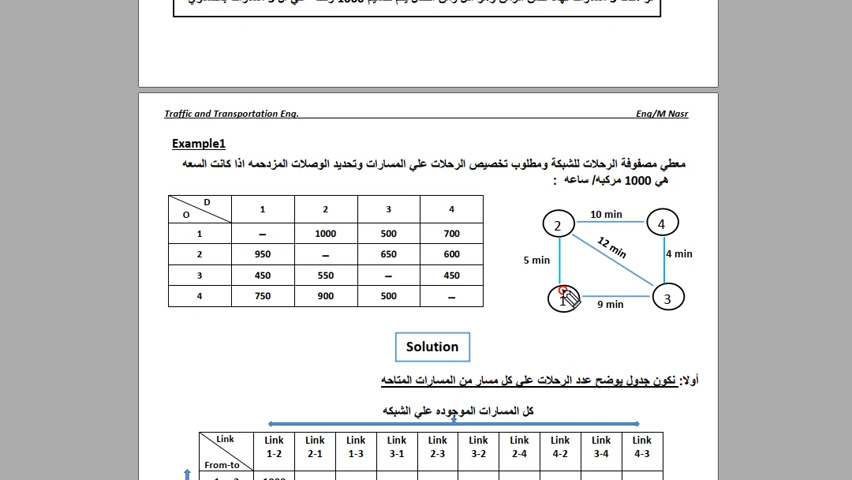 Traffic and Transportation Eng. Eng/M Nasr
Example1
معطي مصفوفة الرحلات للشبكة ومطلوب تخصيص الرحلات علي المسارات وتحديد الوصلات المزدحمه اذا كانت السعه
هي 1000 مركبه/ ساعه :
D
O 1 2 3 4
1 – 1000 500 700
2 950 – 650 600
3 450 550 – 450
4 750 900 500 –
2 10 min 4
12 min
5 min 4 min
1 9 min 3
Solution
أولا: نكون جدول يوضح عدد الرحلات علي كل مسار من المسارات المتاحه
كل المسارات الموجوده علي الشبكه
Link
From-to Link 1-2 Link 2-1 Link 1-3 Link 3-1 Link 2-3 Link 3-2 Link 2-4 Link 4-2 Link 3-4 Link 4-3